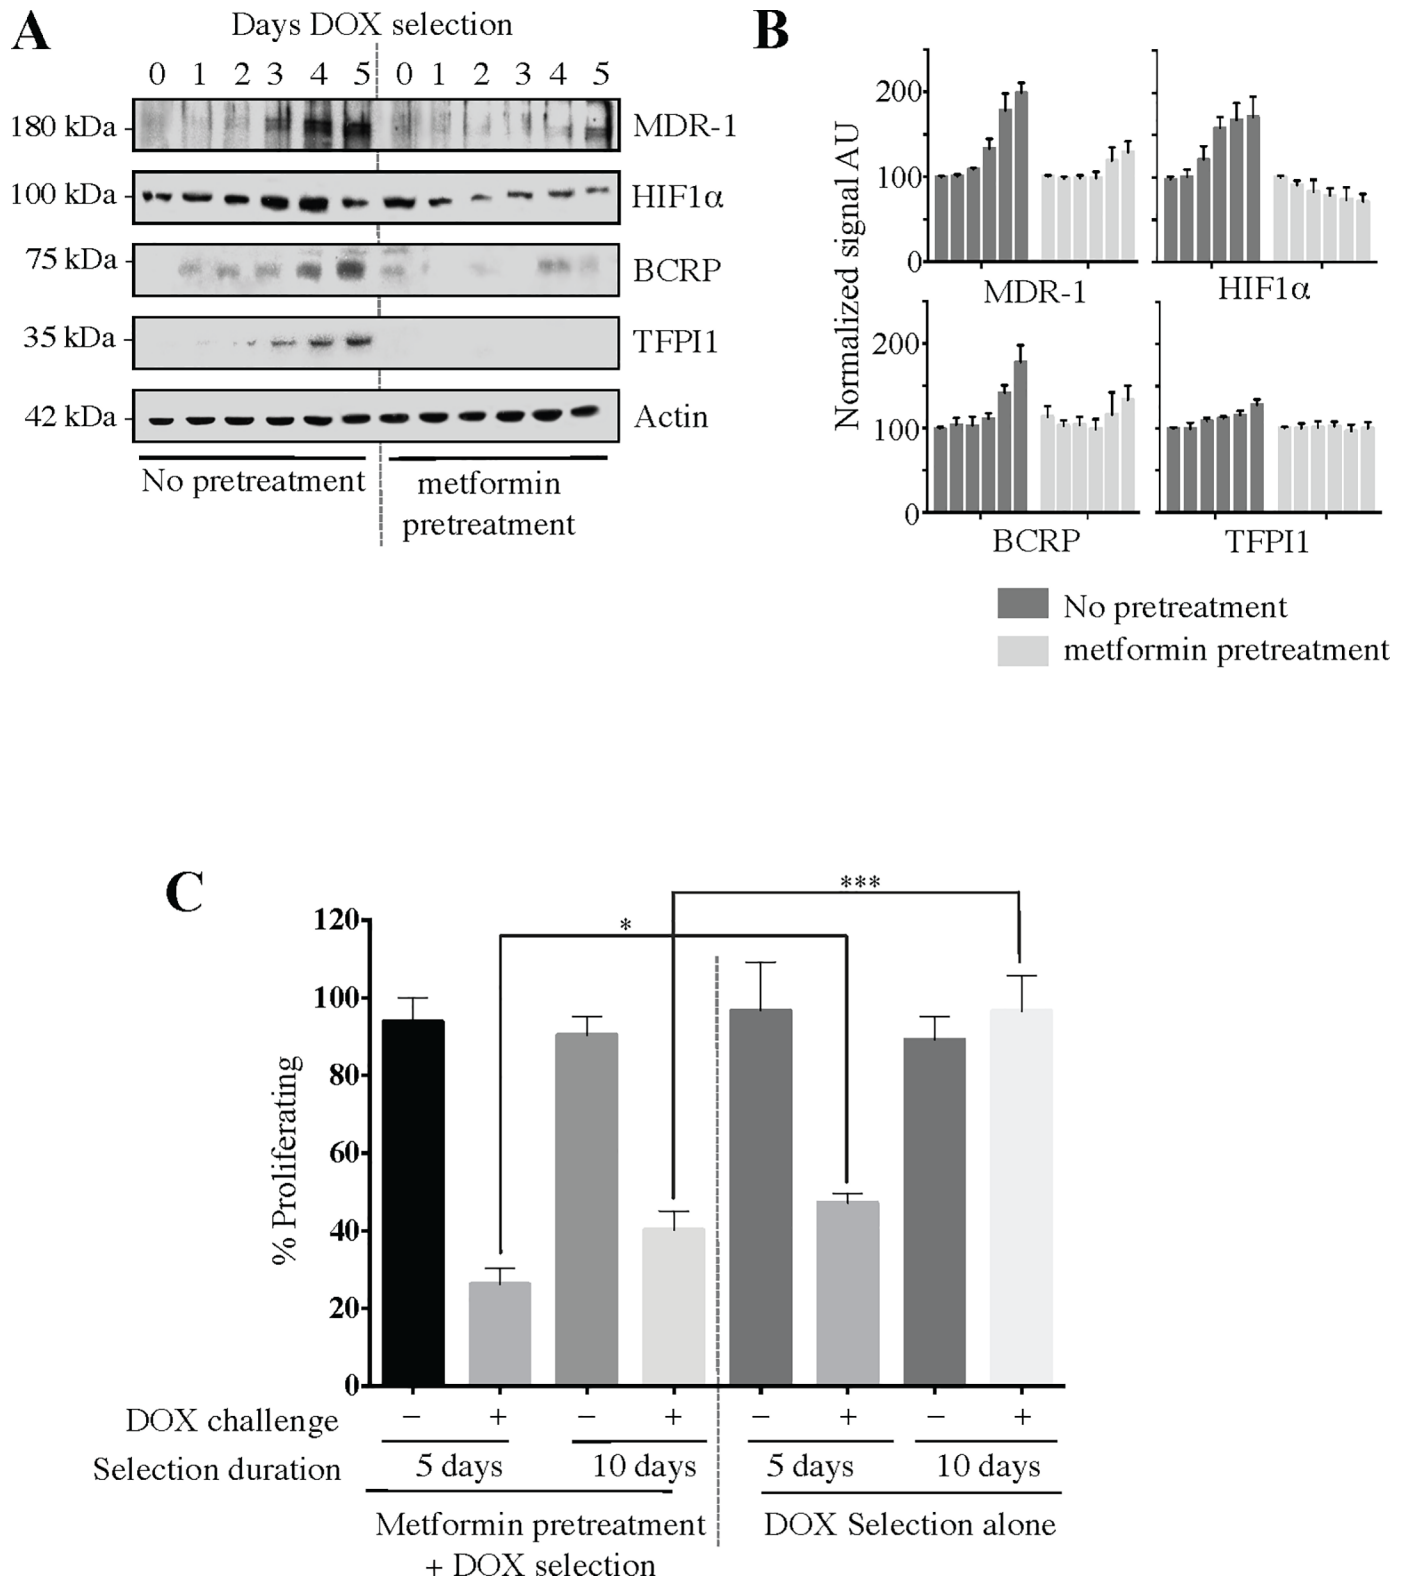 A
Days DOX selection
0 1 2 3 4 5 0 1 2 3 4 5
180 kDa MDR-1
100 kDa HIF1α
75 kDa BCRP
35 kDa TFPI1
42 kDa Actin
No pretreatment metformin
pretreatment
B
Normalized signal AU
200
100
0
MDR-1 HIF1α
200
100
0
BCRP TFPI1
No pretreatment
metformin pretreatment
C
***
*
% Proliferating
120
100
80
60
40
20
0
DOX challenge − + − + − + − +
Selection duration 5 days 10 days 5 days 10 days
Metformin pretreatment DOX Selection alone
+ DOX selection